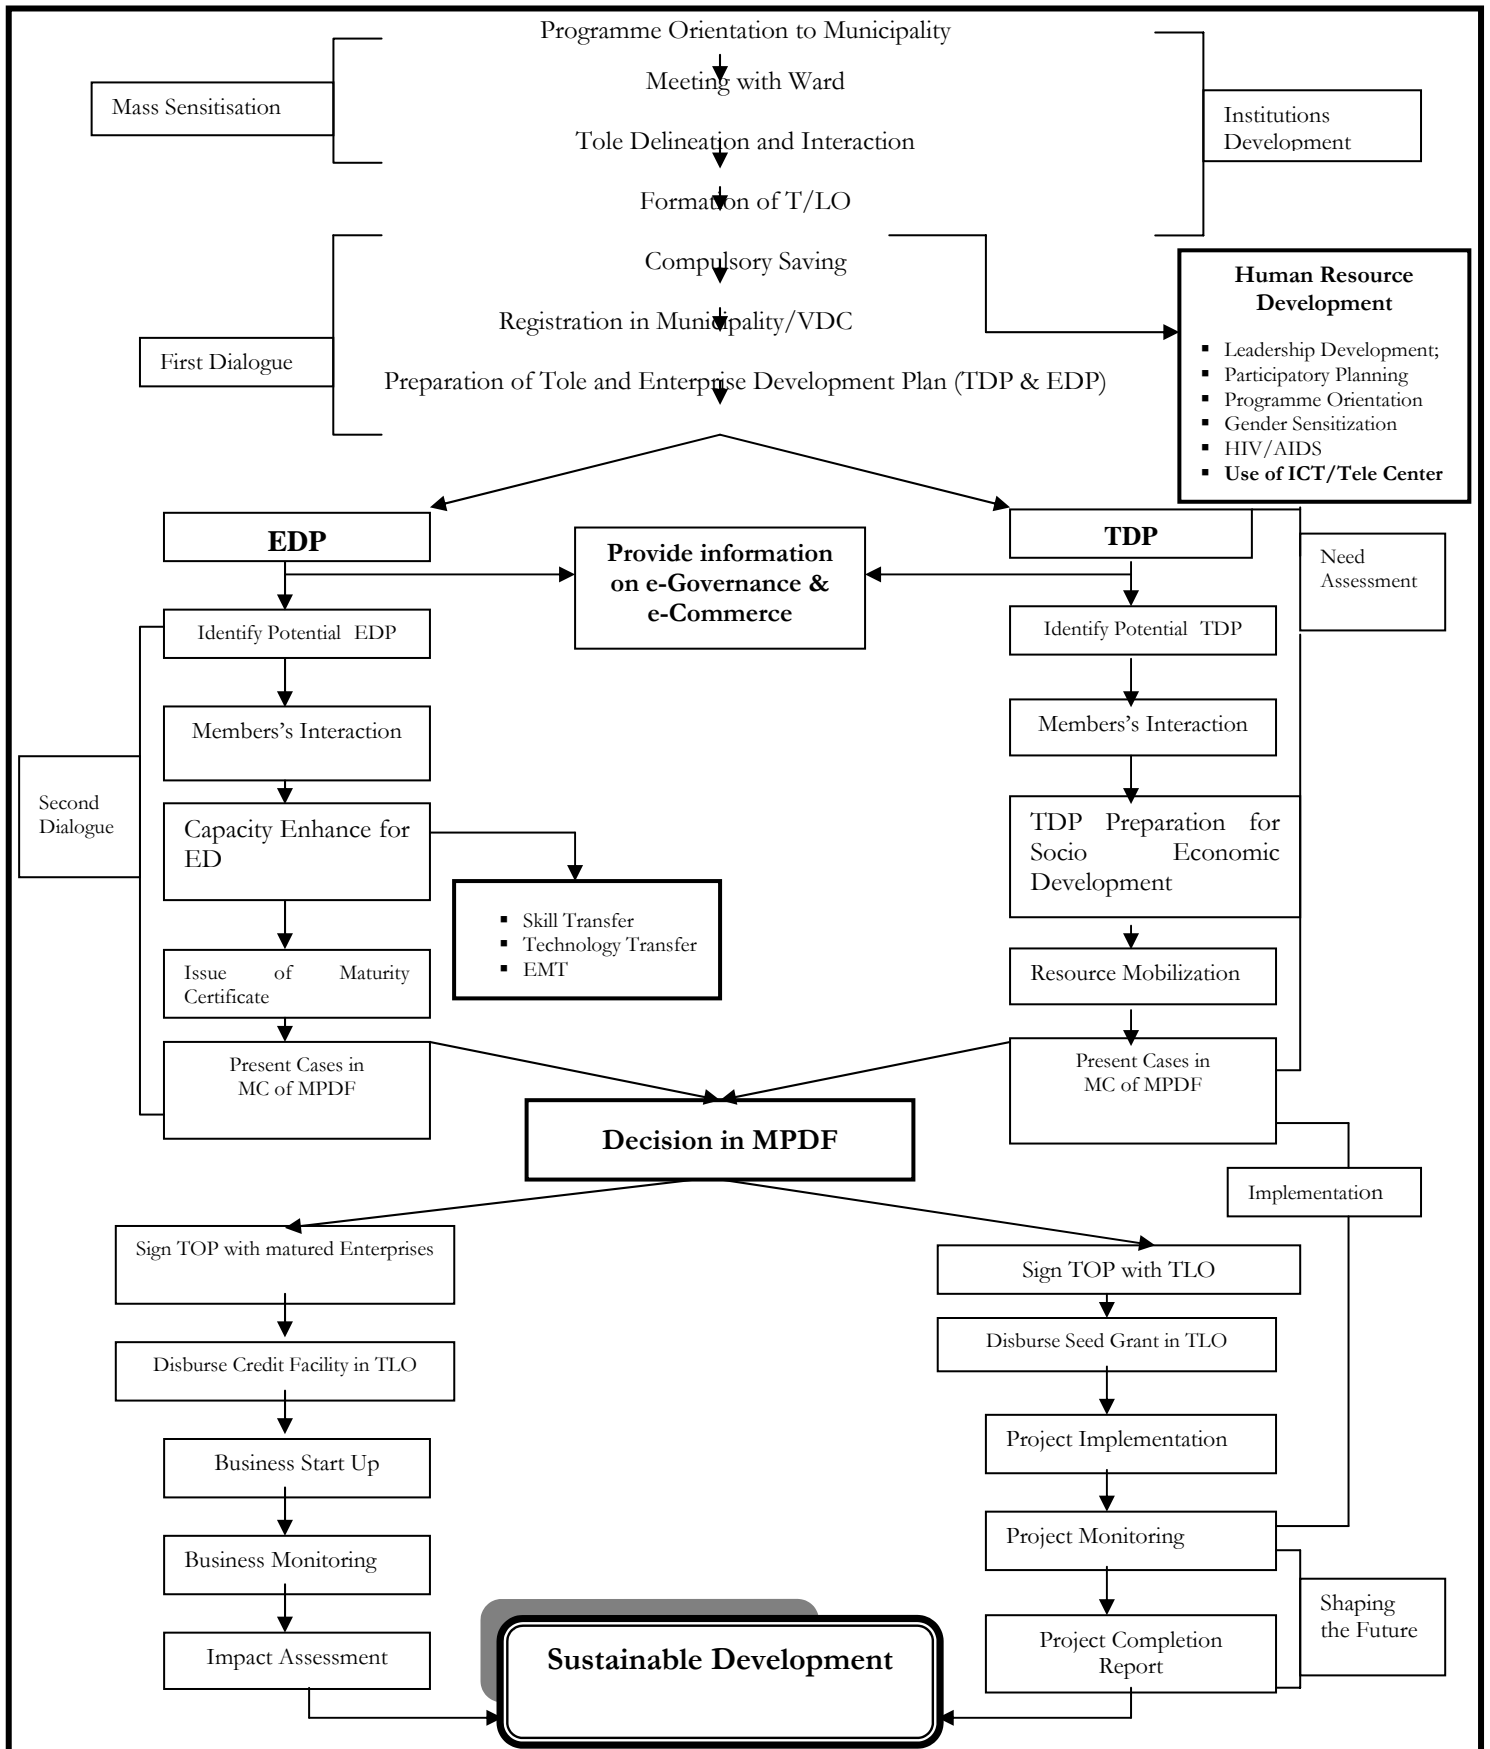 Programme Orientation to Municipality
Meeting with Ward
Mass Sensitisation
Institutions
Development
Tole Delineation and Interaction
Formation of T/LO
Compulsory Saving
Registration in Municipality/VDC
First Dialogue
Preparation of Tole and Enterprise Development Plan (TDP & EDP)
Human Resource
Development
▪ Leadership Development;
▪ Participatory Planning
▪ Programme Orientation
▪ Gender Sensitization
▪ HIV/AIDS
▪ Use of ICT/Tele Center
EDP
Provide information
on e-Governance &
e-Commerce
TDP
Need
Assessment
Identify Potential EDP
Identify Potential TDP
Members's Interaction
Members's Interaction
Second
Dialogue
Capacity Enhance for
ED
▪ Skill Transfer
▪ Technology Transfer
▪ EMT
TDP Preparation for
Socio Economic
Development
Issue of Maturity
Certificate
Resource Mobilization
Present Cases in
MC of MPDF
Present Cases in
MC of MPDF
Decision in MPDF
Implementation
Sign TOP with matured Enterprises
Sign TOP with TLO
Disburse Credit Facility in TLO
Disburse Seed Grant in TLO
Business Start Up
Project Implementation
Business Monitoring
Project Monitoring
Shaping
the Future
Impact Assessment
Sustainable Development
Project Completion
Report